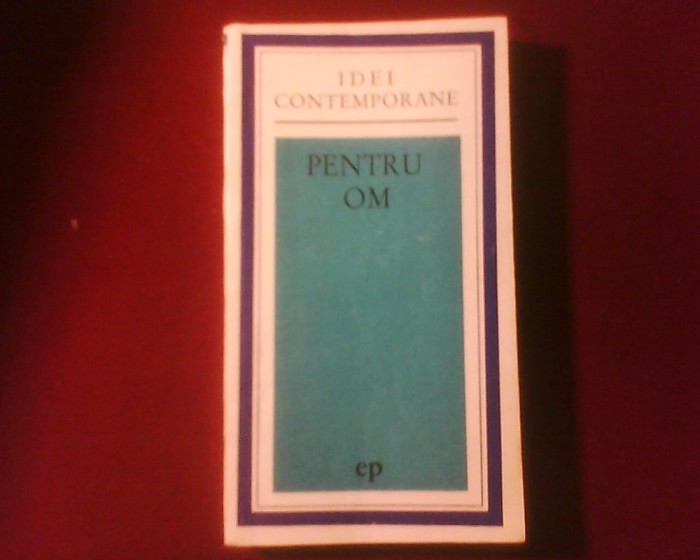 IDEI
CONTEMPORANE
PENTRU
OM
ep